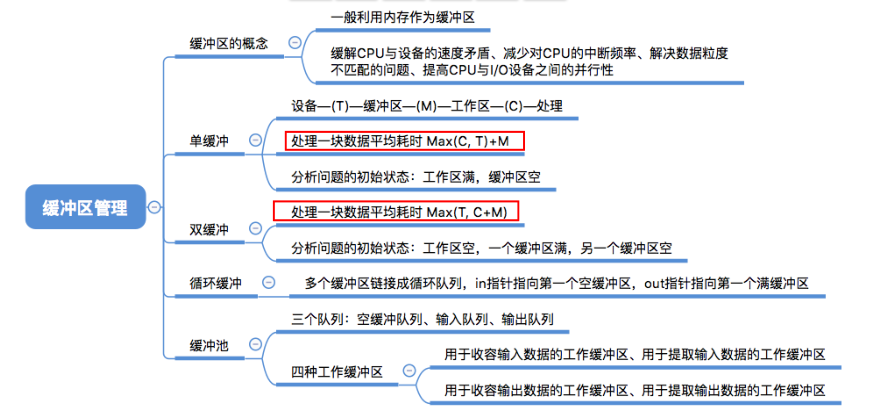 一般利用内存作为缓冲区
缓冲区的概念
缓解CPU与设备的速度矛盾、减少对CPU的中断频率、解决数据粒度
不匹配的问题、提高CPU与I/O设备之间的并行性
设备—(T)—缓冲区—(M)—工作区—(C)—处理
单缓冲
处理一块数据平均耗时 Max(C, T)+M
分析问题的初始状态：工作区满，缓冲区空
缓冲区管理
处理一块数据平均耗时 Max(T, C+M)
双缓冲
分析问题的初始状态：工作区空，一个缓冲区满，另一个缓冲区空
循环缓冲
多个缓冲区链接成循环队列，in指针指向第一个空缓冲区，out指针指向第一个满缓冲区
三个队列：空缓冲队列、输入队列、输出队列
缓冲池
四种工作缓冲区
用于收容输入数据的工作缓冲区、用于提取输入数据的工作缓冲区
用于收容输出数据的工作缓冲区、用于提取输出数据的工作缓冲区